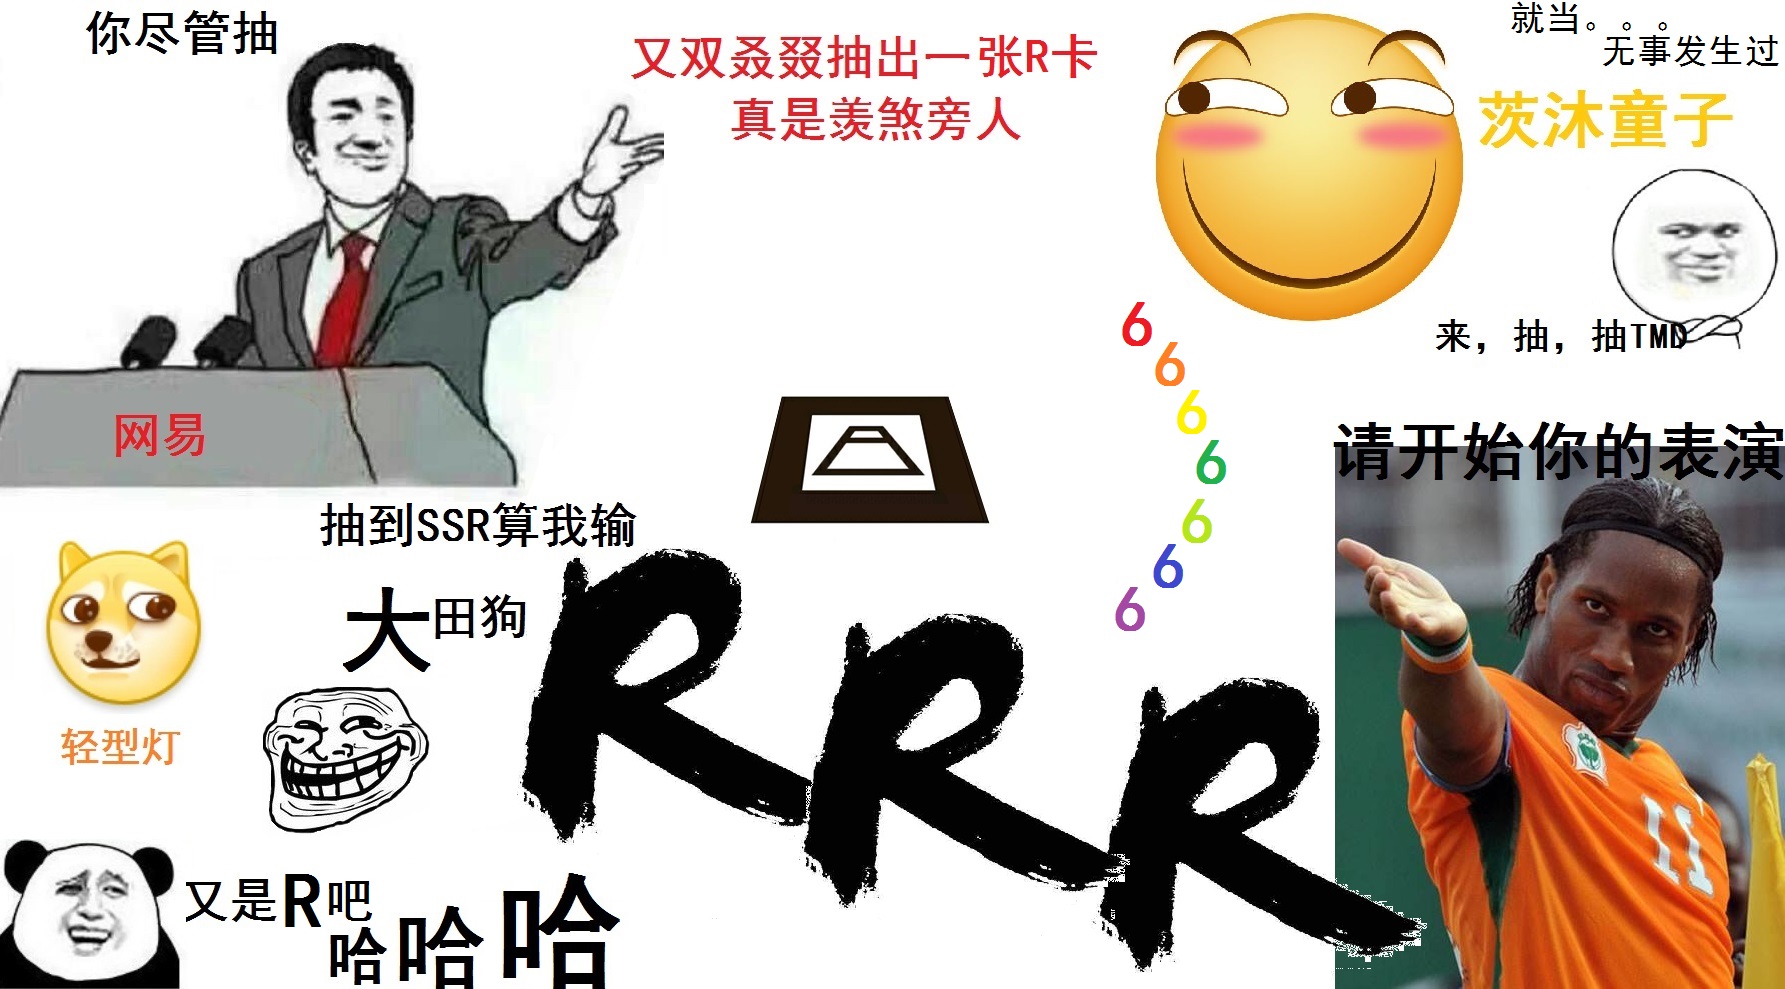 你尽管抽
又双叒叕抽出一张R卡
真是羡煞旁人
就当。。。
无事发生过
茨沐童子
来，抽，抽TMD
网易
6
6
6
6
6
6
6
请开始你的表演
抽到SSR算我输
大田狗
轻型灯
又是R吧
哈哈哈
R
R
R
11